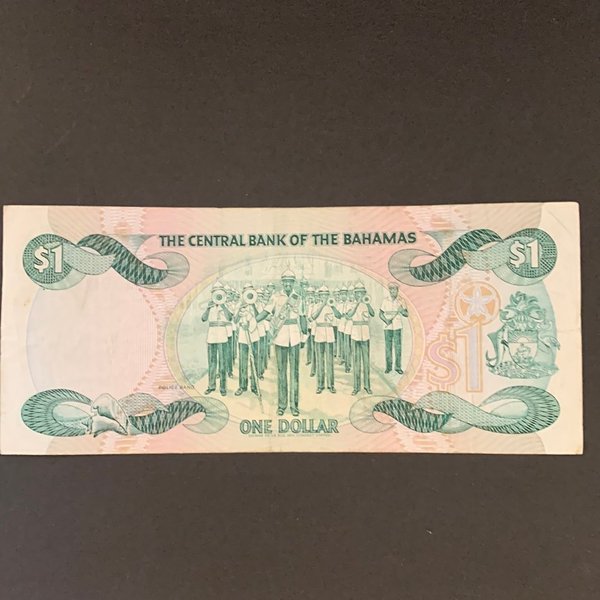 THE CENTRAL BANK OF THE BAHAMAS
$1
$1
$1
POLICE BAND
ONE DOLLAR